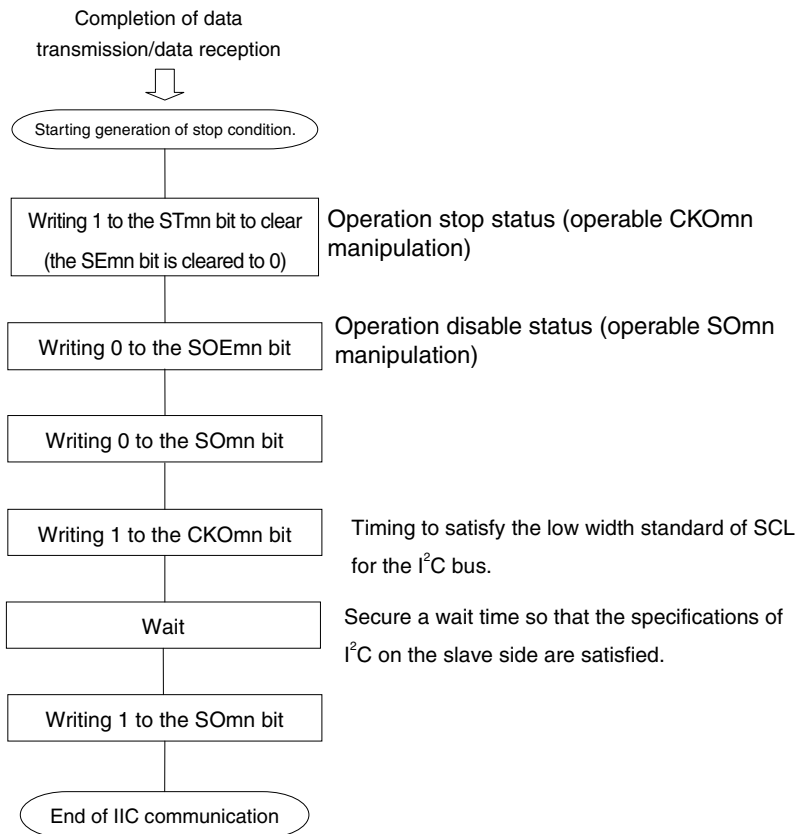 Completion of data
transmission/data reception
Starting generation of stop condition.
Writing 1 to the STmn bit to clear
(the SEmn bit is cleared to 0)
Operation stop status (operable CKOmn
manipulation)
Writing 0 to the SOEmn bit
Operation disable status (operable SOmn
manipulation)
Writing 0 to the SOmn bit
Writing 1 to the CKOmn bit
Timing to satisfy the low width standard of SCL
for the I²C bus.
Wait
Secure a wait time so that the specifications of
I²C on the slave side are satisfied.
Writing 1 to the SOmn bit
End of IIC communication